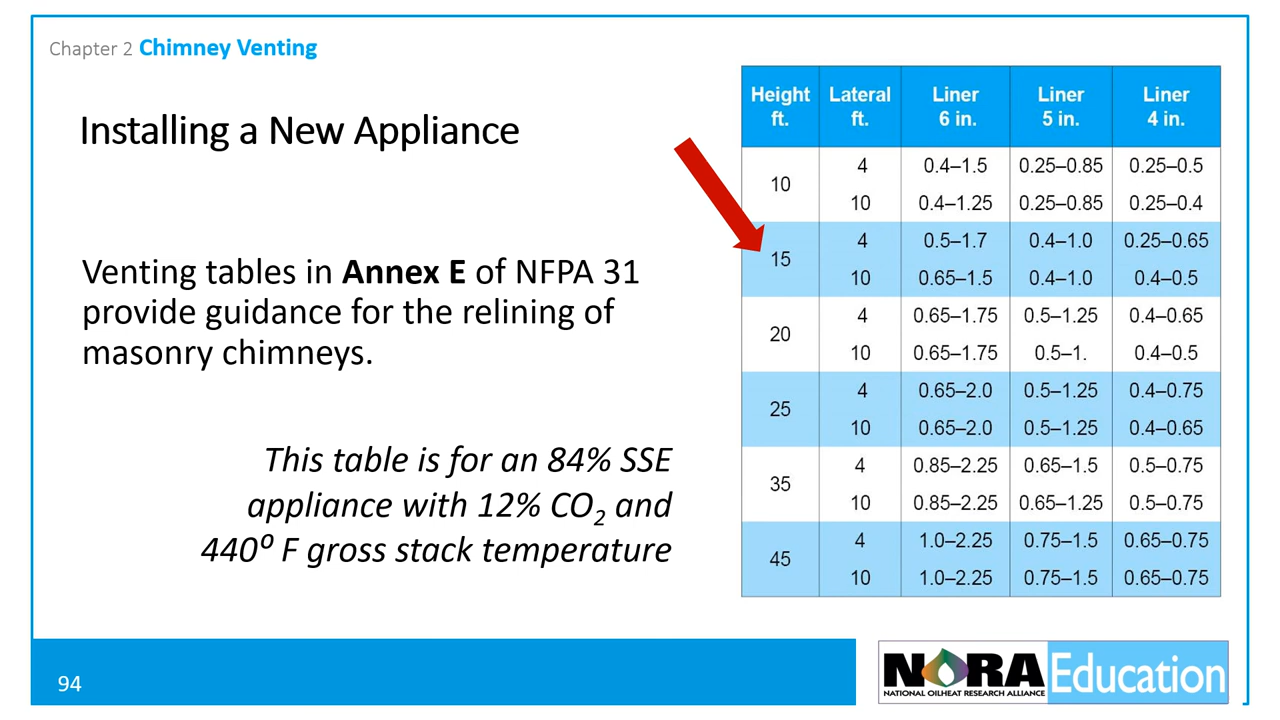 Chapter 2 Chimney Venting
Installing a New Appliance
Venting tables in Annex E of NFPA 31
provide guidance for the relining of
masonry chimneys.
This table is for an 84% SSE
appliance with 12% CO₂ and
440⁰ F gross stack temperature
Height ft. Lateral ft. Liner 6 in. Liner 5 in. Liner 4 in.
10 4 0.4–1.5 0.25–0.85 0.25–0.5
10 0.4–1.25 0.25–0.85 0.25–0.4
15 4 0.5–1.7 0.4–1.0 0.25–0.65
10 0.65–1.5 0.4–1.0 0.4–0.5
20 4 0.65–1.75 0.5–1.25 0.4–0.65
10 0.65–1.75 0.5–1. 0.4–0.5
25 4 0.65–2.0 0.5–1.25 0.4–0.75
10 0.65–2.0 0.5–1.25 0.4–0.65
35 4 0.85–2.25 0.65–1.5 0.5–0.75
10 0.85–2.25 0.65–1.25 0.5–0.75
45 4 1.0–2.25 0.75–1.5 0.65–0.75
10 1.0–2.25 0.75–1.5 0.65–0.75
94
NORA Education
NATIONAL OILHEAT RESEARCH ALLIANCE